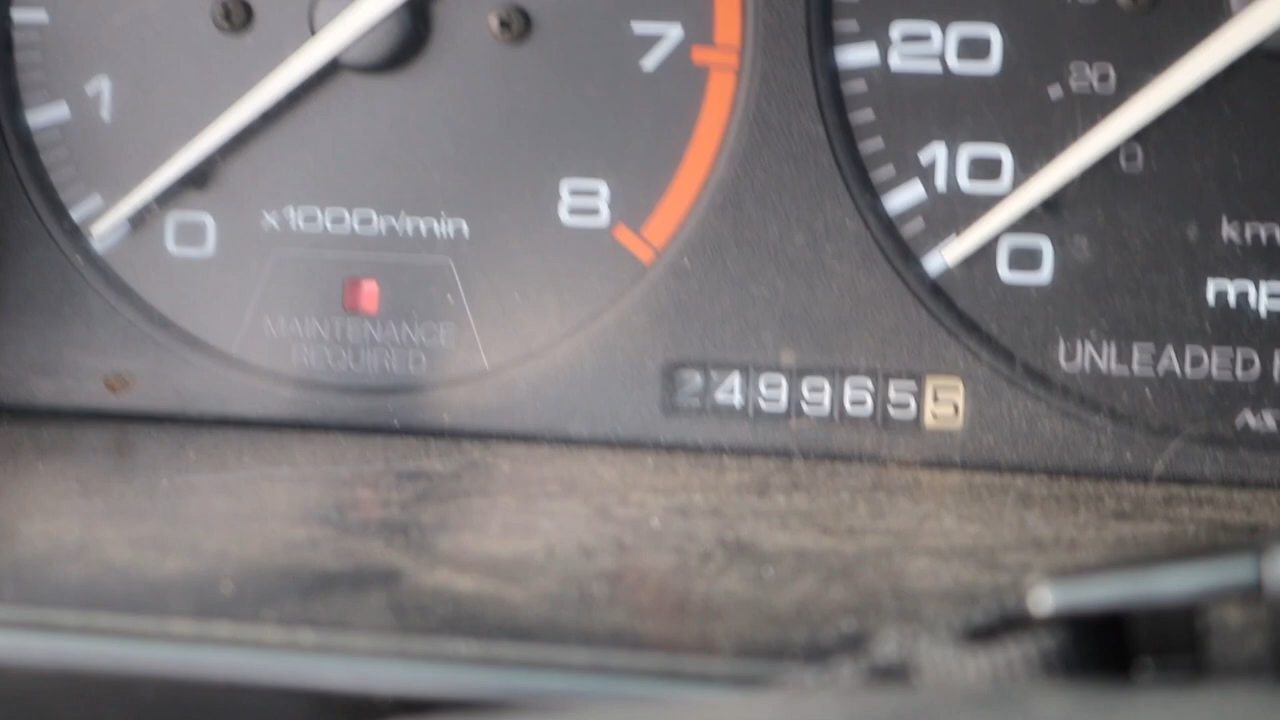 1
0
x1000r/min
7
8
MAINTENANCE
REQUIRED
2499655
20
10
0
20
0
km
mp
UNLEADED